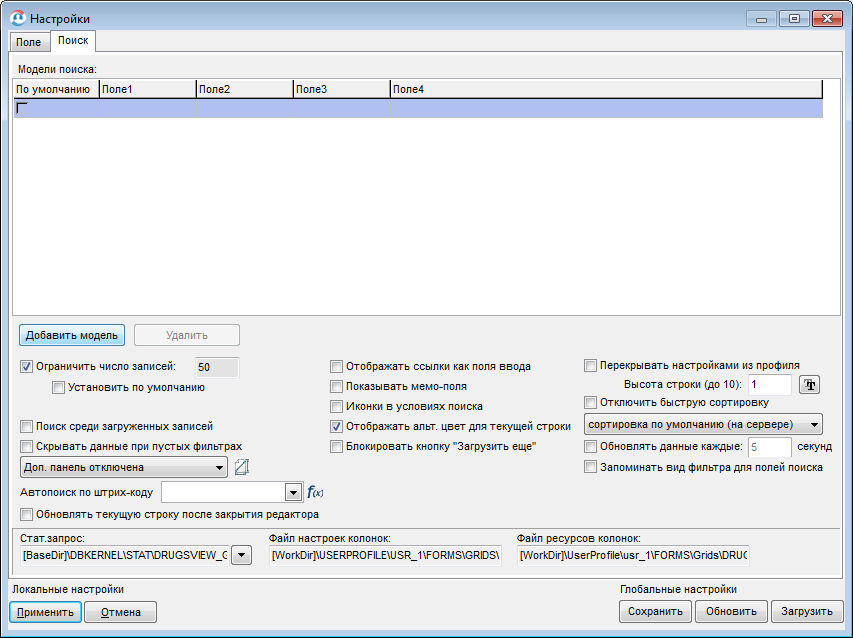 Настройки
Поле Поиск
Модели поиска:
По умолчанию Поле1 Поле2 Поле3 Поле4
Добавить модель Удалить
Ограничить число записей: 50
Установить по умолчанию
Поиск среди загруженных записей
Скрывать данные при пустых фильтрах
Доп. панель отключена
Автопоиск по штрих-коду f(x)
Обновлять текущую строку после закрытия редактора
Отображать ссылки как поля ввода
Показывать мемо-поля
Иконки в условиях поиска
Отображать альт. цвет для текущей строки
Блокировать кнопку "Загрузить еще"
Перекрывать настройками из профиля
Высота строки (до 10): 1
Отключить быструю сортировку
сортировка по умолчанию (на сервере)
Обновлять данные каждые: 5 секунд
Запоминать вид фильтра для полей поиска
Стат.запрос: Файл настроек колонок: Файл ресурсов колонок:
[BaseDir]\DBKERNEL\STAT\DRUGSVIEW_G [WorkDir]\USERPROFILE\USR_1\FORMS\GRIDS\ [WorkDir]\UserProfile\usr_1\FORMS\Grids\DRUG
Локальные настройки Глобальные настройки
Применить Отмена Сохранить Обновить Загрузить